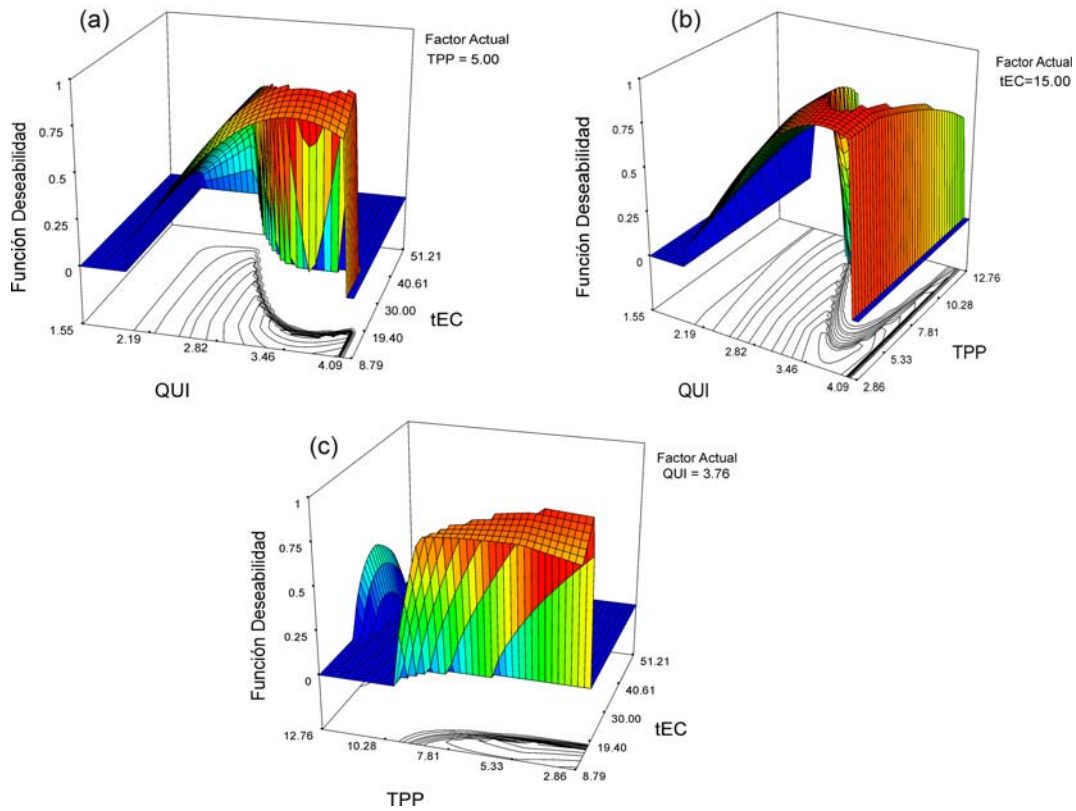 (a)
Factor Actual
TPP = 5.00
Función Deseabilidad
1
0.75
0.25
0.25
0
1.55
2.19
2.82
3.46
4.09
QUI
8.79
19.40
30.00
40.61
51.21
tEC
(b)
Factor Actual
tEC=15.00
Función Deseabilidad
1
0.75
0.5
0.25
0
1.55
2.19
2.82
3.46
4.09
QUI
2.86
5.33
7.81
10.28
12.76
TPP
(c)
Factor Actual
QUI = 3.76
Función Deseabilidad
1
0.75
0.5
0.25
0
12.76
10.28
7.81
5.33
2.86
TPP
8.79
19.40
30.00
40.61
51.21
tEC